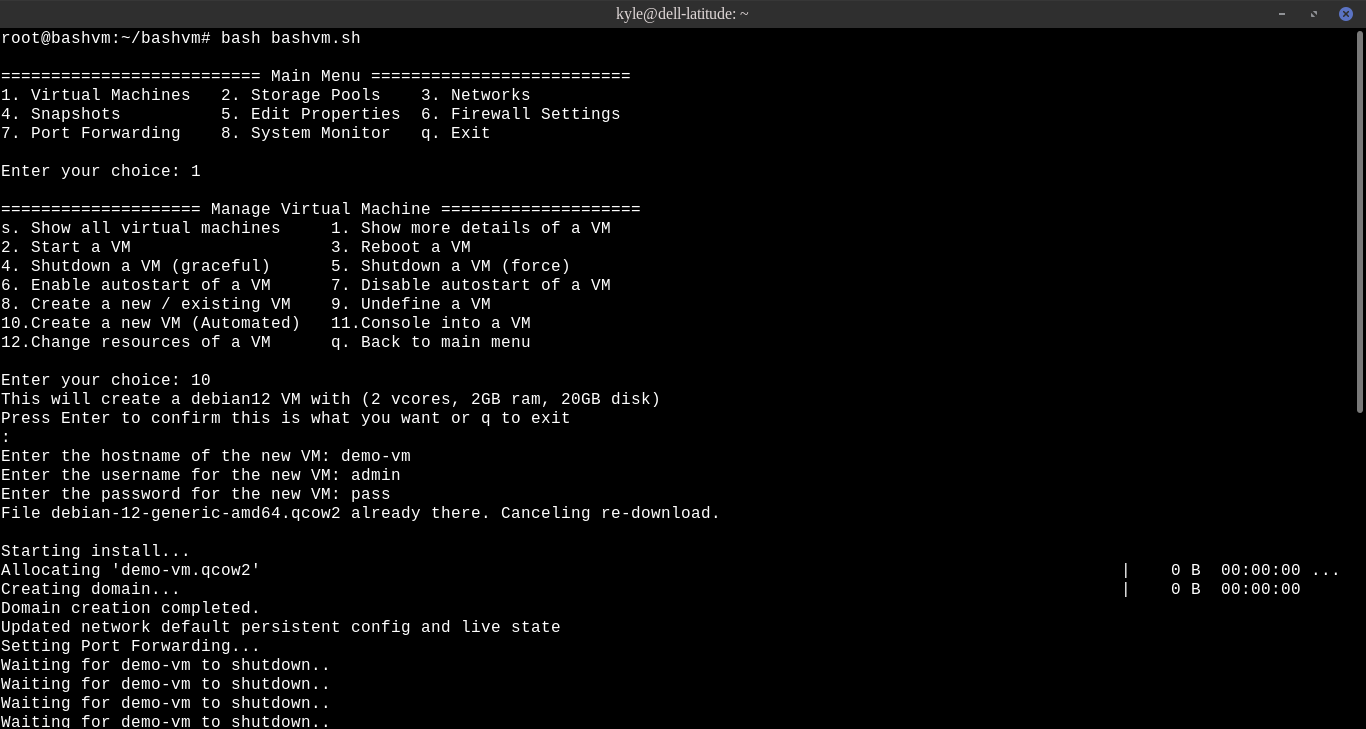 kyle@dell-latitude: ~
root@bashvm:~/bashvm# bash bashvm.sh
========================== Main Menu ==========================
1. Virtual Machines   2. Storage Pools    3. Networks
4. Snapshots          5. Edit Properties  6. Firewall Settings
7. Port Forwarding    8. System Monitor   q. Exit
Enter your choice: 1
==================== Manage Virtual Machine ====================
s. Show all virtual machines     1. Show more details of a VM
2. Start a VM                    3. Reboot a VM
4. Shutdown a VM (graceful)      5. Shutdown a VM (force)
6. Enable autostart of a VM      7. Disable autostart of a VM
8. Create a new / existing VM    9. Undefine a VM
10.Create a new VM (Automated)   11.Console into a VM
12.Change resources of a VM      q. Back to main menu
Enter your choice: 10
This will create a debian12 VM with (2 vcores, 2GB ram, 20GB disk)
Press Enter to confirm this is what you want or q to exit
:
Enter the hostname of the new VM: demo-vm
Enter the username for the new VM: admin
Enter the password for the new VM: pass
File debian-12-generic-amd64.qcow2 already there. Canceling re-download.
Starting install...
Allocating 'demo-vm.qcow2'                                                                                      |    0 B  00:00:00 ...
Creating domain...                                                                                              |    0 B  00:00:00
Domain creation completed.
Updated network default persistent config and live state
Setting Port Forwarding...
Waiting for demo-vm to shutdown..
Waiting for demo-vm to shutdown..
Waiting for demo-vm to shutdown..
Waiting for demo-vm to shutdown..